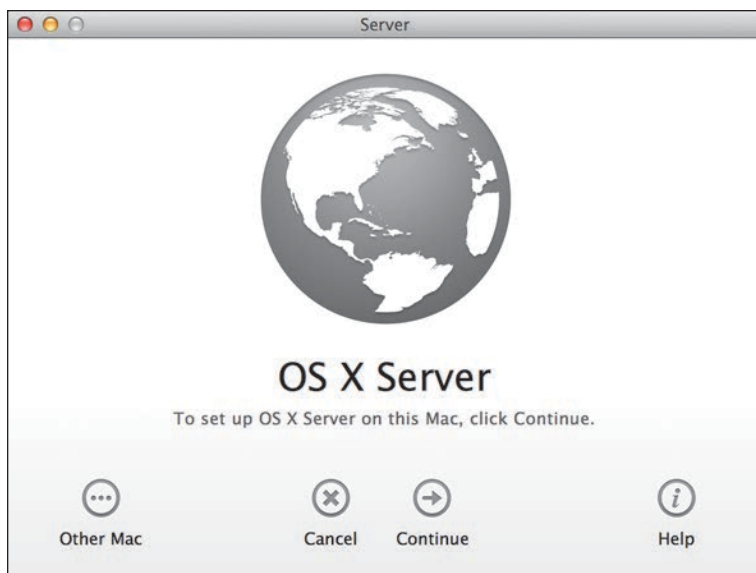 Server
OS X Server
To set up OS X Server on this Mac, click Continue.
Other Mac
Cancel
Continue
Help